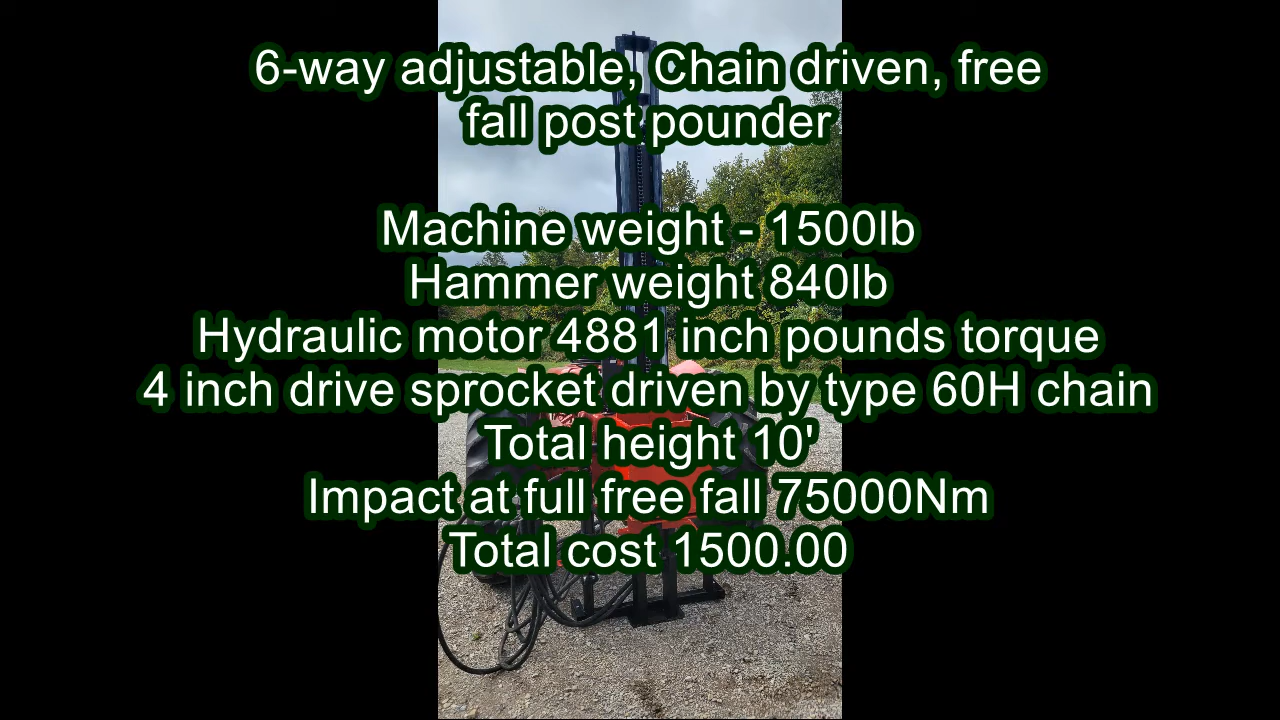 6-way adjustable, Chain driven, free
fall post pounder
Machine weight - 1500lb
Hammer weight 840lb
Hydraulic motor 4881 inch pounds torque
4 inch drive sprocket driven by type 60H chain
Total height 10'
Impact at full free fall 75000Nm
Total cost 1500.00